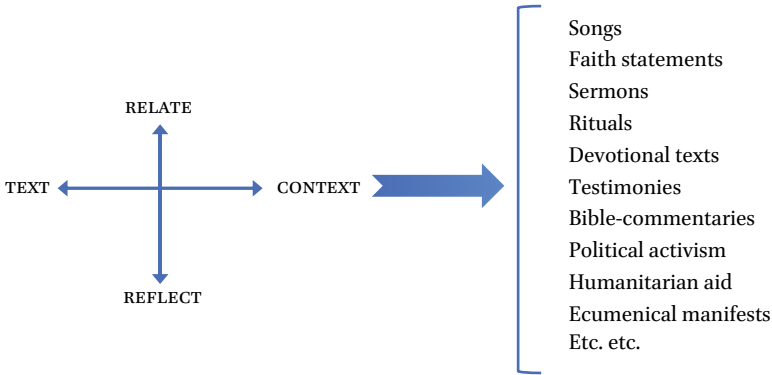 RELATE
TEXT
CONTEXT
REFLECT
Songs
Faith statements
Sermons
Rituals
Devotional texts
Testimonies
Bible-commentaries
Political activism
Humanitarian aid
Ecumenical manifests
Etc. etc.